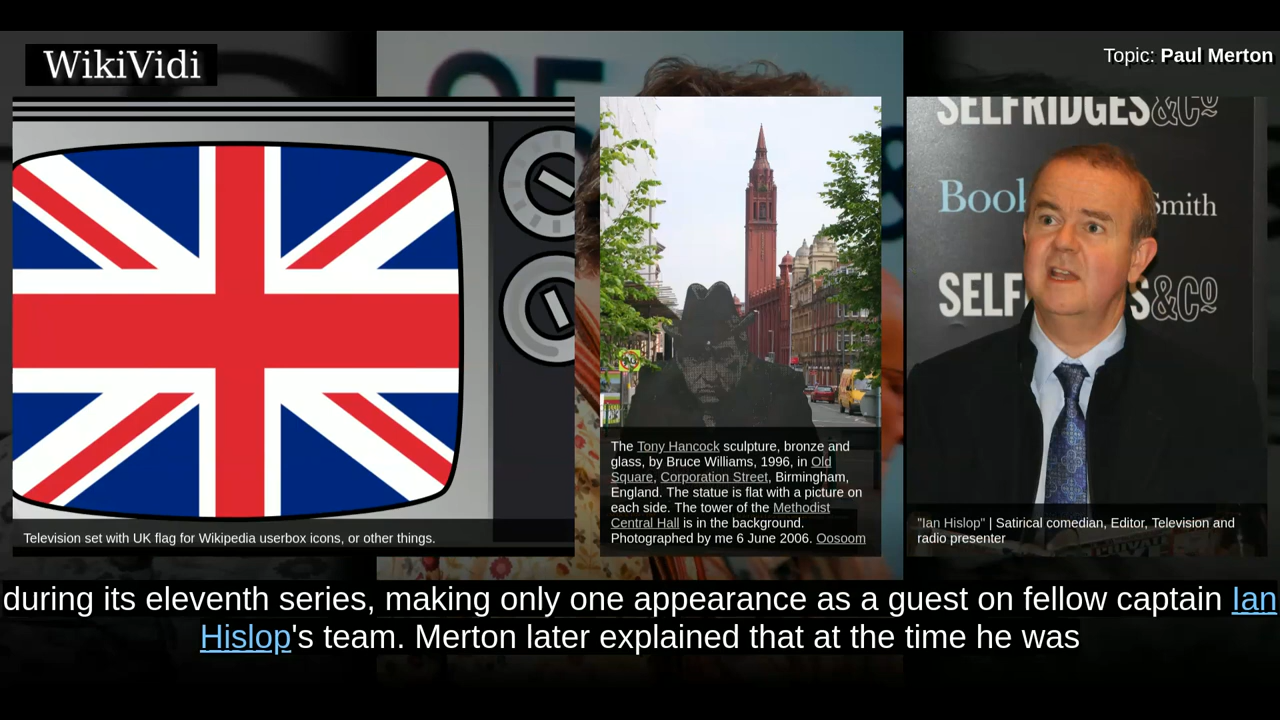 WikiVidi
Topic: Paul Merton
SELFRIDGES&Cº
Smith
Television set with UK flag for Wikipedia userbox icons, or other things.
The Tony Hancock sculpture, bronze and
glass, by Bruce Williams, 1996, in Old
Square, Corporation Street, Birmingham,
England. The statue is flat with a picture on
each side. The tower of the Methodist
Central Hall is in the background.
Photographed by me 6 June 2006. Oosoom
"Ian Hislop" | Satirical comedian, Editor, Television and
radio presenter
during its eleventh series, making only one appearance as a guest on fellow captain Ian
Hislop's team. Merton later explained that at the time he was